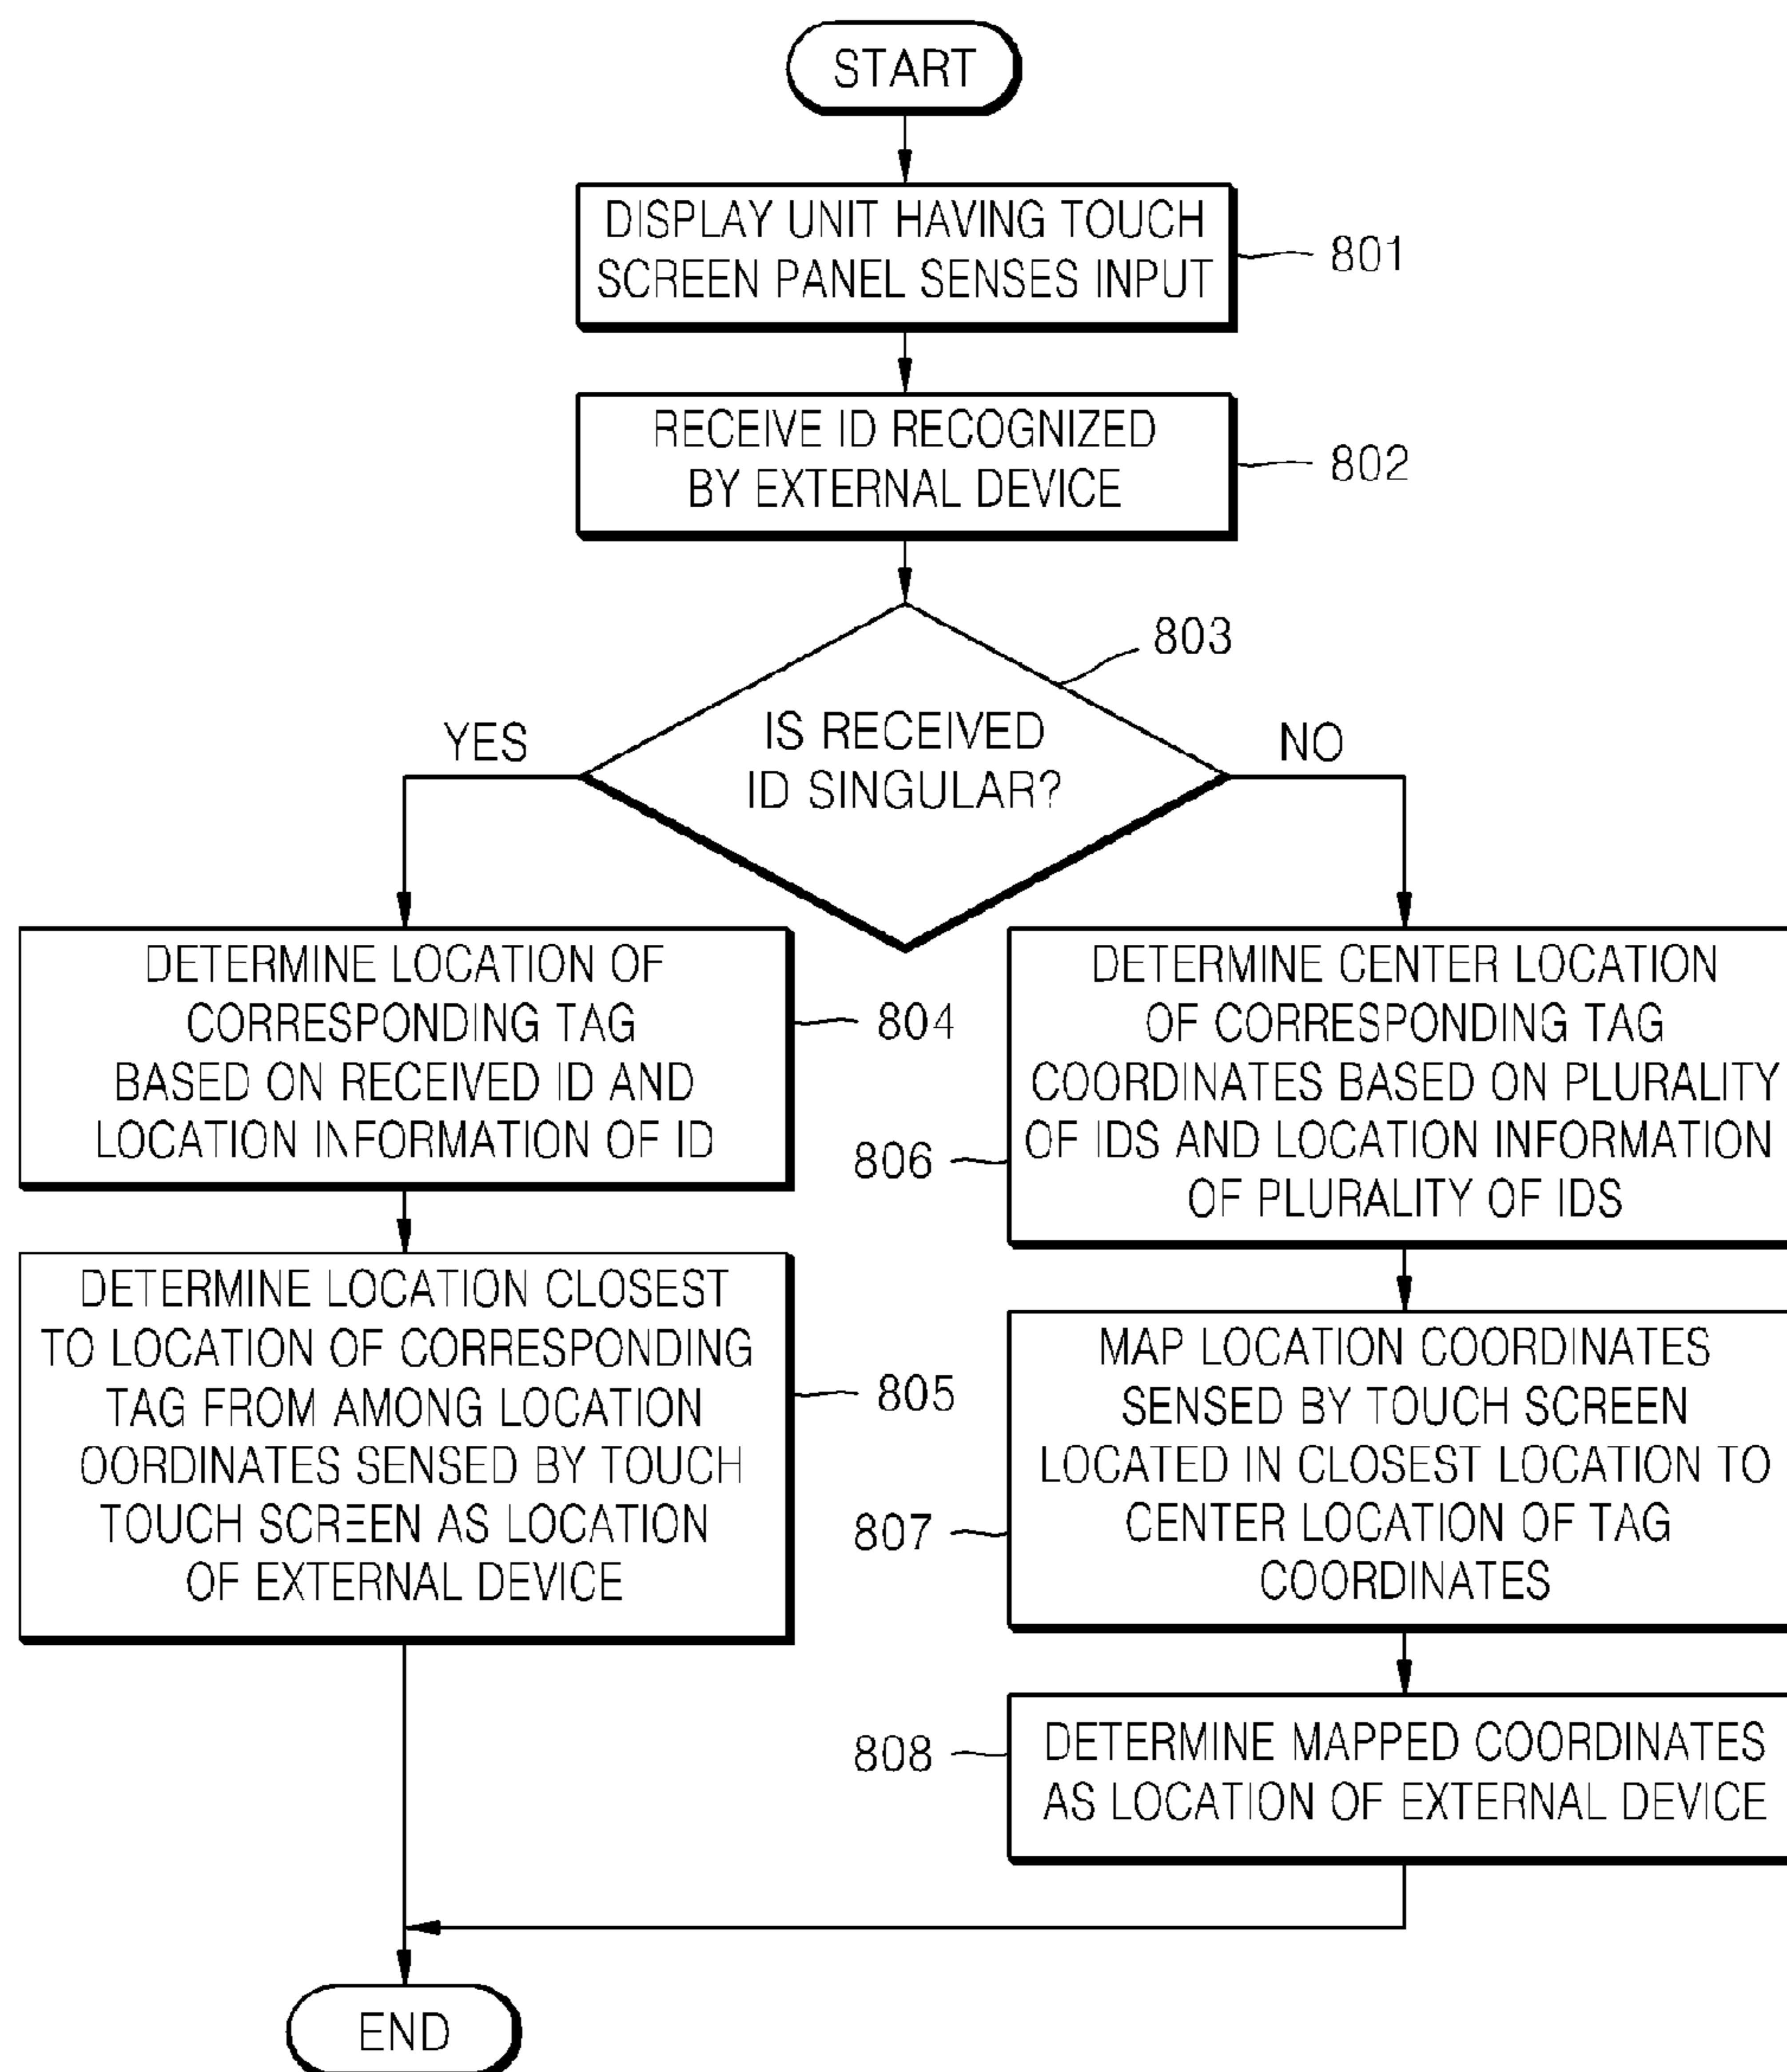 START
DISPLAY UNIT HAVING TOUCH
SCREEN PANEL SENSES INPUT
801
RECEIVE ID RECOGNIZED
BY EXTERNAL DEVICE
802
803
IS RECEIVED
ID SINGULAR?
YES
NO
DETERMINE LOCATION OF
CORRESPONDING TAG
BASED ON RECEIVED ID AND
LOCATION INFORMATION OF ID
804
DETERMINE LOCATION CLOSEST
TO LOCATION OF CORRESPONDING
TAG FROM AMONG LOCATION
OORDINATES SENSED BY TOUCH
TOUCH SCREEN AS LOCATION
OF EXTERNAL DEVICE
805
DETERMINE CENTER LOCATION
OF CORRESPONDING TAG
COORDINATES BASED ON PLURALITY
OF IDS AND LOCATION INFORMATION
OF PLURALITY OF IDS
806
MAP LOCATION COORDINATES
SENSED BY TOUCH SCREEN
LOCATED IN CLOSEST LOCATION TO
CENTER LOCATION OF TAG
COORDINATES
807
DETERMINE MAPPED COORDINATES
AS LOCATION OF EXTERNAL DEVICE
808
END